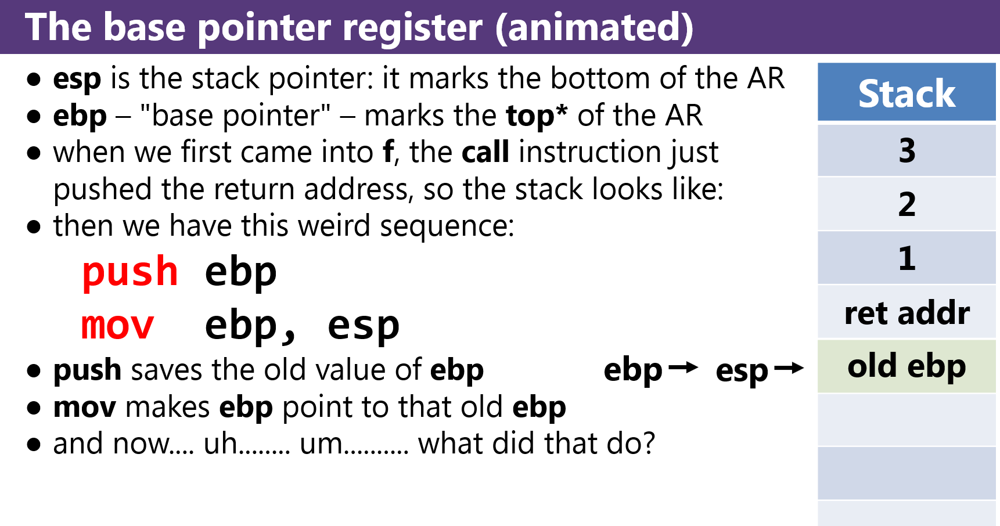 The base pointer register (animated)
● esp is the stack pointer: it marks the bottom of the AR
● ebp – "base pointer" – marks the top* of the AR
● when we first came into f, the call instruction just
pushed the return address, so the stack looks like:
● then we have this weird sequence:
push ebp
mov ebp, esp
● push saves the old value of ebp
● mov makes ebp point to that old ebp
● and now.... uh........ um.......... what did that do?
ebp→ esp→
Stack
3
2
1
ret addr
old ebp